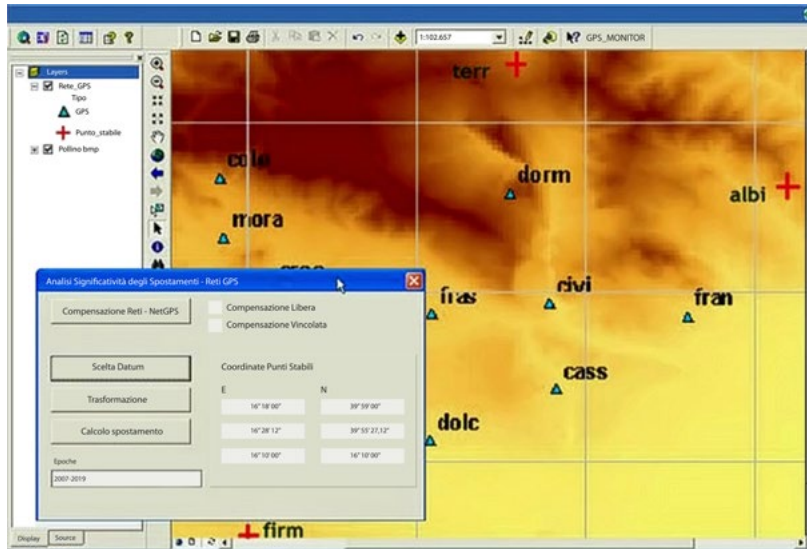 1:102.657
GPS_MONITOR
Layers
Rete_GPS
Tipo
GPS
Punto_stabile
Pollino bmp
terr
colo
dorm
albi
mora
Analisi Significatività degli Spostamenti - Reti GPS
Compensazione Reti - NetGPS
Compensazione Libera
Compensazione Vincolata
fras
civi
fran
Scelta Datum
Coordinate Punti Stabili
Trasformazione
E
N
16°18'00"
39°59'00"
cass
Calcolo spostamento
16°28'12"
39°55'27,12"
dolc
Epoche
16°10'00"
16°10'00"
2007-2019
firm
Display
Source